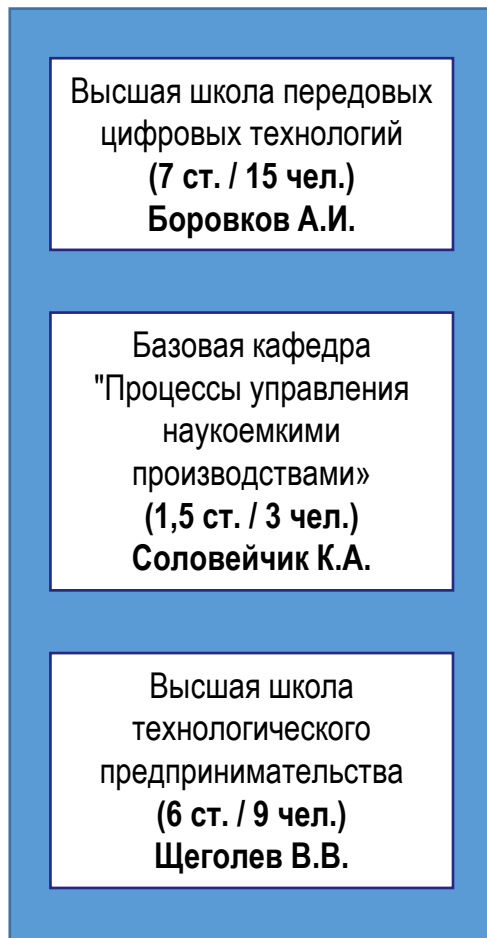 Высшая школа передовых
цифровых технологий
(7 ст. / 15 чел.)
Боровков А.И.
Базовая кафедра
"Процессы управления
наукоемкими
производствами»
(1,5 ст. / 3 чел.)
Соловейчик К.А.
Высшая школа
технологического
предпринимательства
(6 ст. / 9 чел.)
Щеголев В.В.